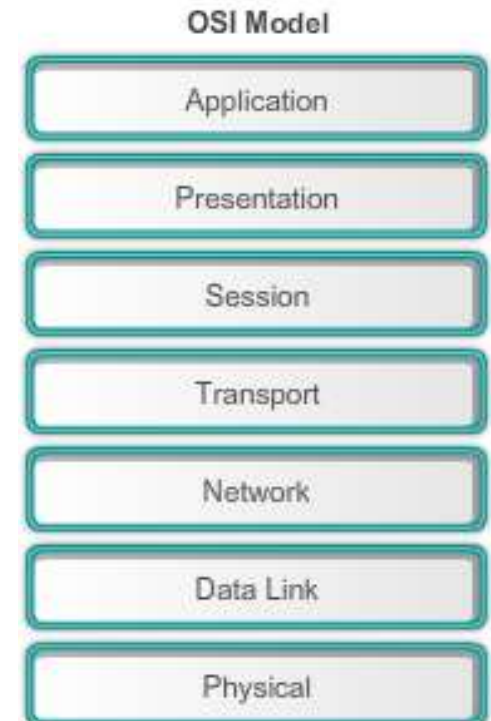 OSI Model
Application
Presentation
Session
Transport
Network
Data Link
Physical